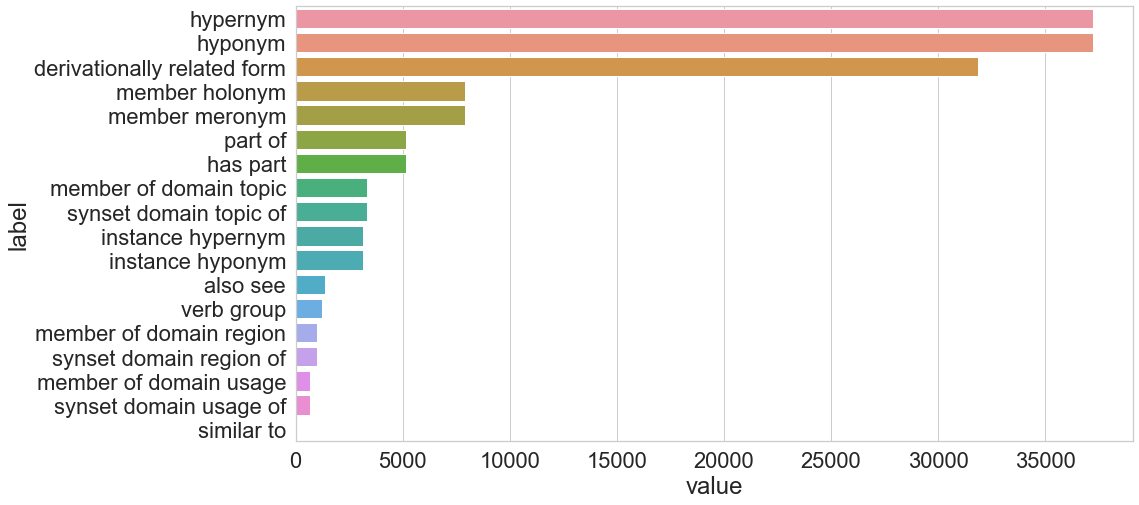 hypernym
hyponym
derivationally related form
member holonym
member meronym
part of
has part
member of domain topic
synset domain topic of
instance hypernym
instance hyponym
also see
verb group
member of domain region
synset domain region of
member of domain usage
synset domain usage of
similar to
label
0 5000 10000 15000 20000 25000 30000 35000
value